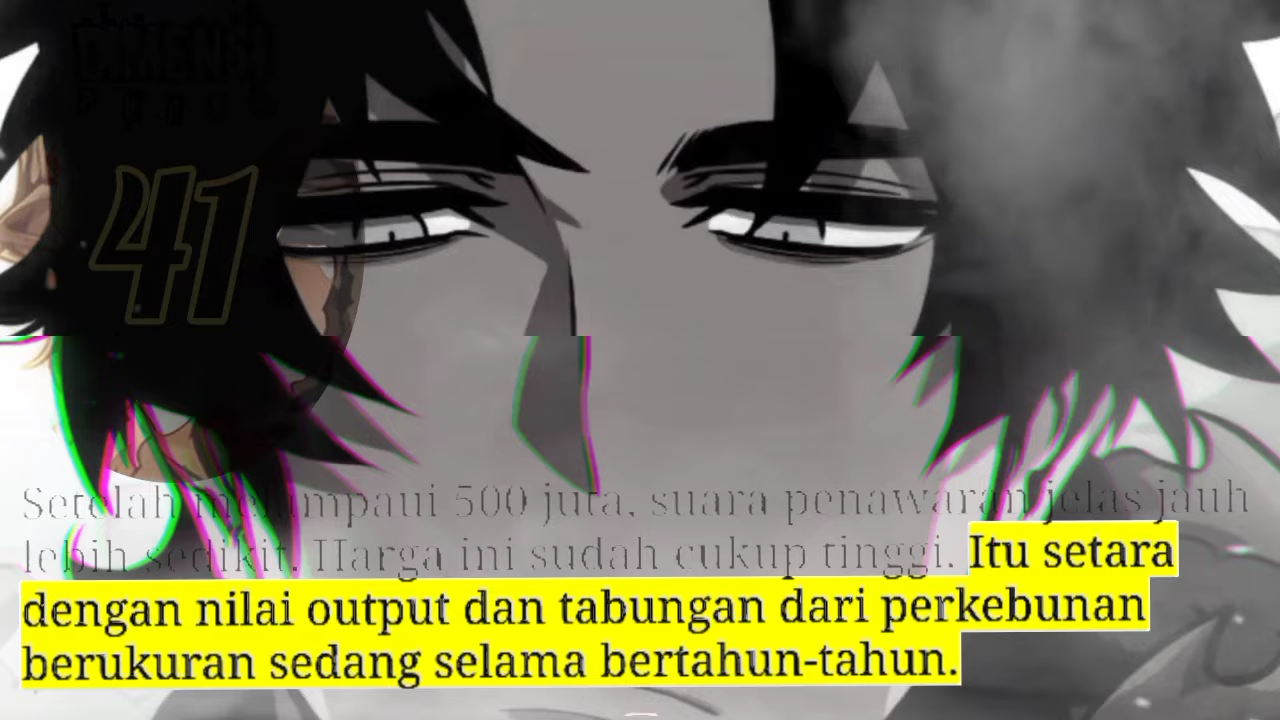 DIMENSI
41
Setelah melampaui 500 juta, suara penawaran jelas jauh
lebih sedikit. Harga ini sudah cukup tinggi. Itu setara
dengan nilai output dan tabungan dari perkebunan
berukuran sedang selama bertahun-tahun.